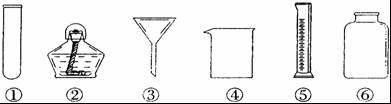 ① ② ③ ④ ⑤ ⑥